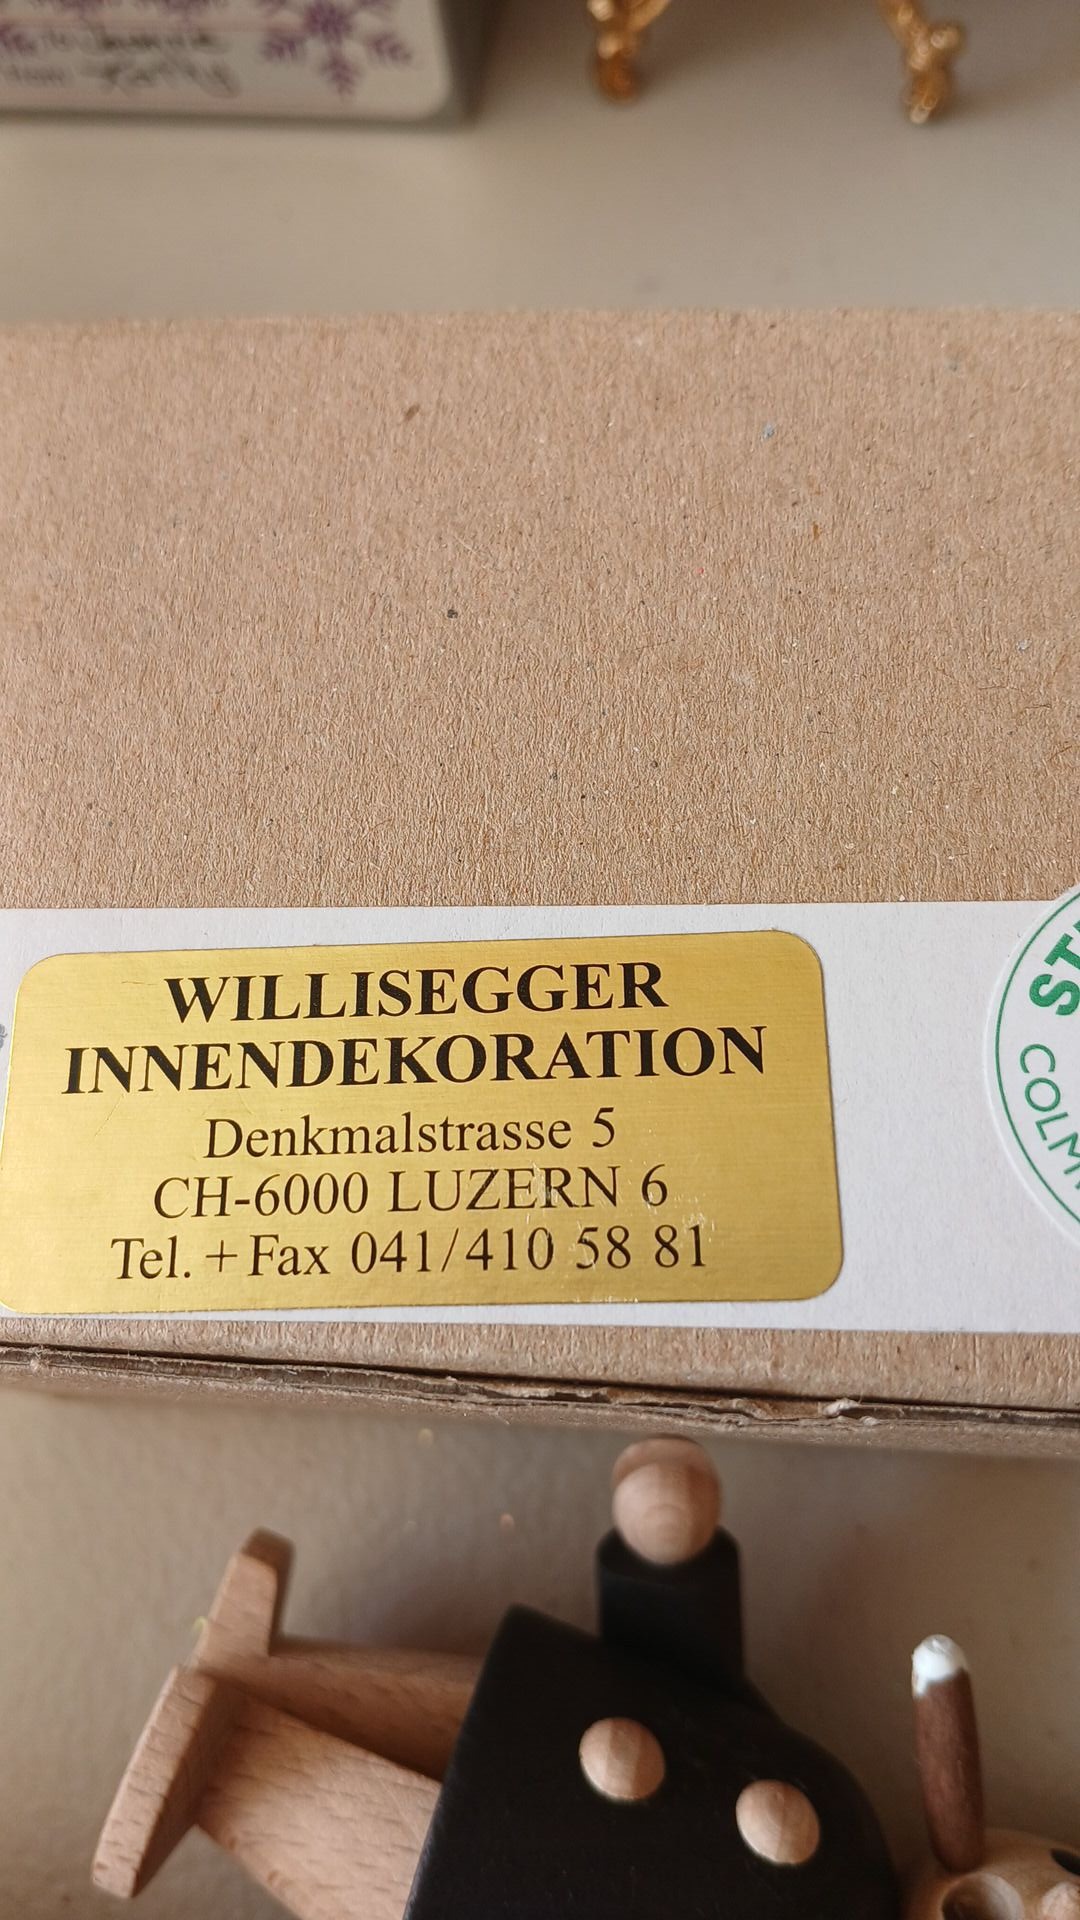 WILLISEGGER
INNENDEKORATION
Denkmalstrasse 5
CH-6000 LUZERN 6
Tel. + Fax 041/410 58 81